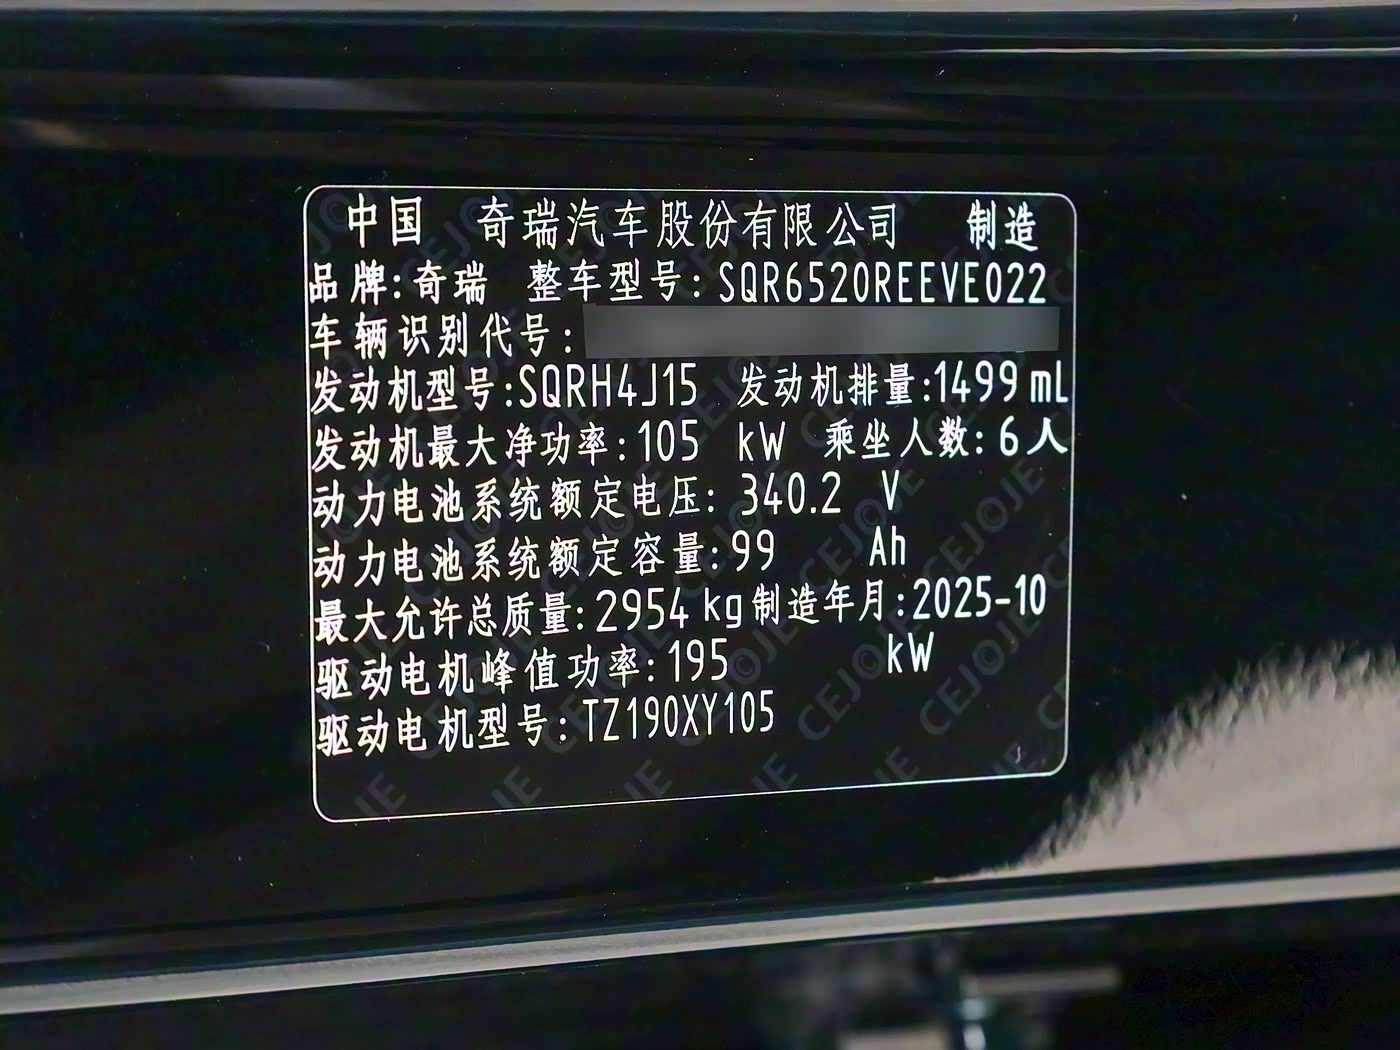 中国 奇瑞汽车股份有限公司 制造
品牌:奇瑞 整车型号:SQR6520REEVE022
车辆识别代号:
发动机型号:SQRH4J15 发动机排量:1499 mL
发动机最大净功率:105 kW 乘坐人数:6人
动力电池系统额定电压:340.2 V
动力电池系统额定容量:99 Ah
最大允许总质量:2954 kg 制造年月:2025-10
驱动电机峰值功率:195 kW
驱动电机型号:TZ190XY105